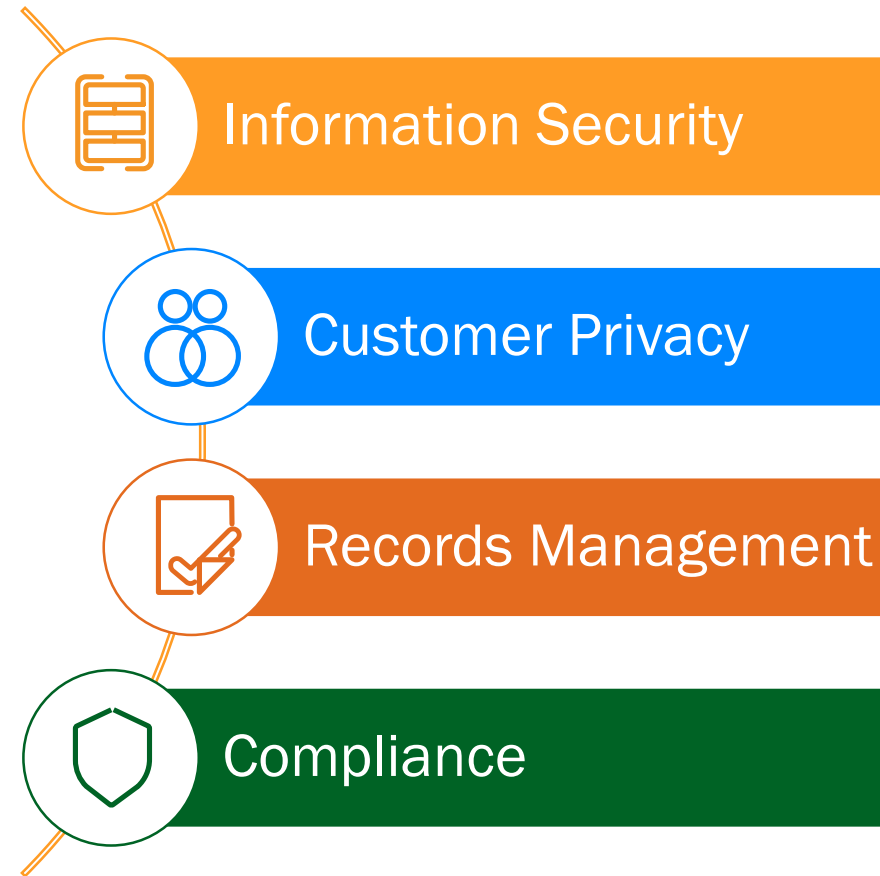 Information Security
Customer Privacy
Records Management
Compliance